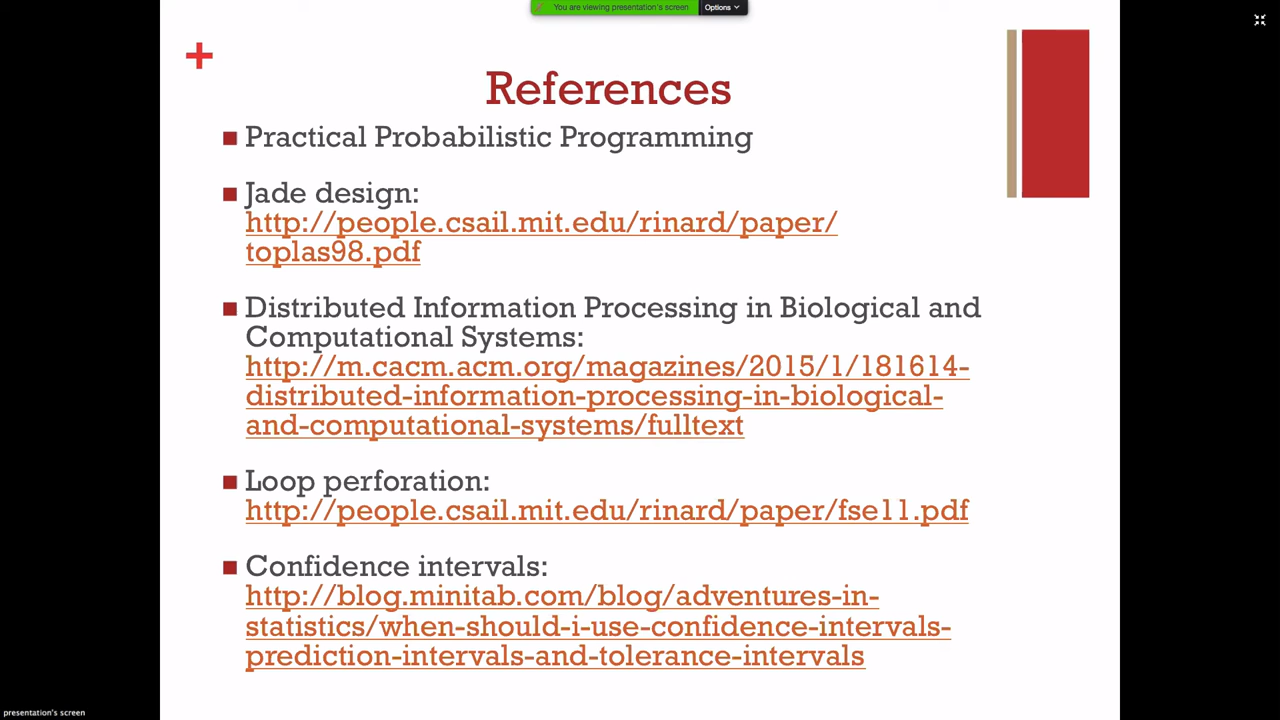 You are viewing presentation's screen
Options
+
References
Practical Probabilistic Programming
Jade design:
http://people.csail.mit.edu/rinard/paper/
toplas98.pdf
Distributed Information Processing in Biological and
Computational Systems:
http://m.cacm.acm.org/magazines/2015/1/181614-
distributed-information-processing-in-biological-
and-computational-systems/fulltext
Loop perforation:
http://people.csail.mit.edu/rinard/paper/fse11.pdf
Confidence intervals:
http://blog.minitab.com/blog/adventures-in-
statistics/when-should-i-use-confidence-intervals-
prediction-intervals-and-tolerance-intervals
presentation's screen